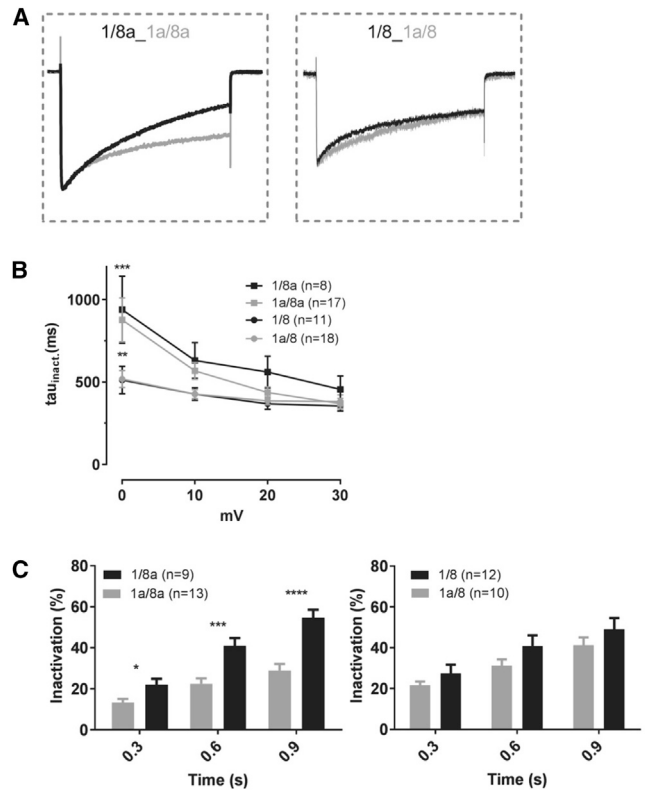 A
1/8a_1a/8a
1/8_1a/8
B
***
**
1/8a (n=8)
1a/8a (n=17)
1/8 (n=11)
1a/8 (n=18)
tauinact.(ms)
1000
500
0
0 10 20 30
mV
C
Inactivation (%)
80
60
40
20
0
1/8a (n=9)
1a/8a (n=13)
*
***
****
0.3 0.6 0.9
Time (s)
Inactivation (%)
80
60
40
20
0
1/8 (n=12)
1a/8 (n=10)
0.3 0.6 0.9
Time (s)